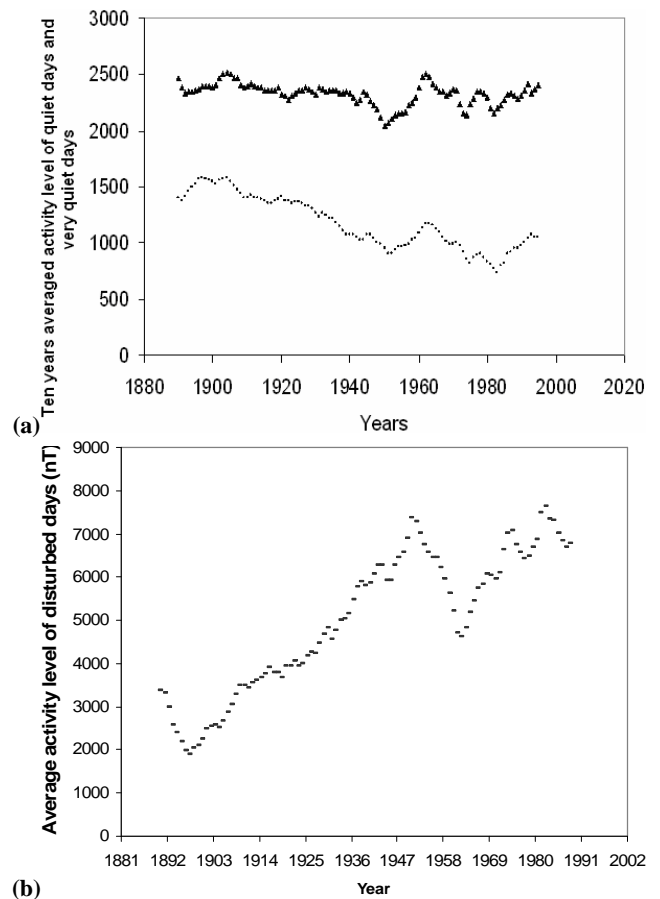 Ten years averaged activity level of quiet days and
very quiet days
3000
2500
2000
1500
1000
500
0
1880 1900 1920 1940 1960 1980 2000 2020
Years
(a)
Average activity level of disturbed days (nT)
9000
8000
7000
6000
5000
4000
3000
2000
1000
0
1881 1892 1903 1914 1925 1936 1947 1958 1969 1980 1991 2002
Year
(b)